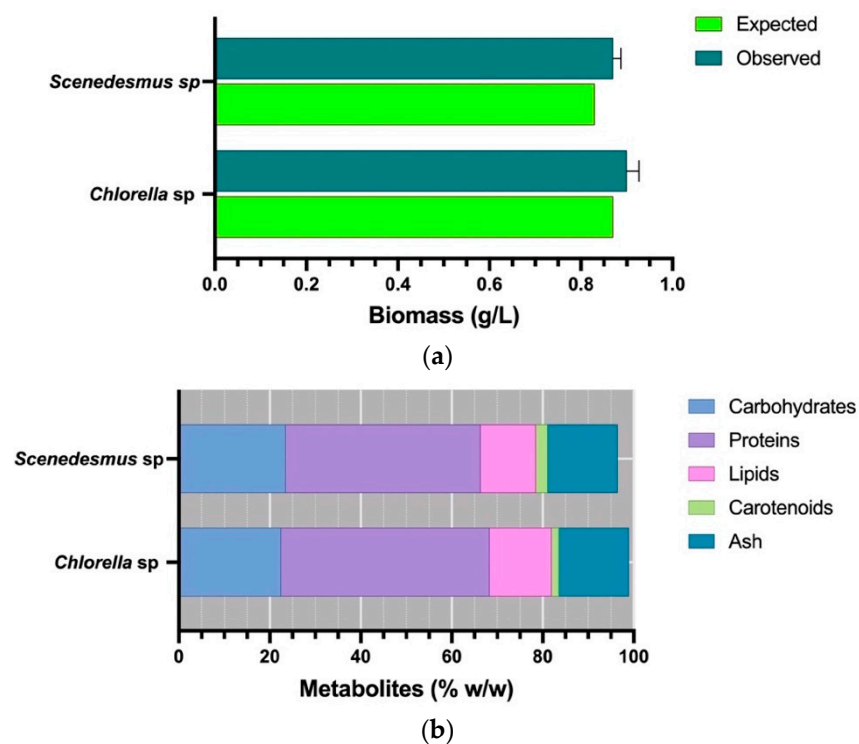 Expected
Observed
Scenedesmus sp
Chlorella sp
0.0 0.2 0.4 0.6 0.8 1.0
Biomass (g/L)
(a)
Carbohydrates
Proteins
Lipids
Carotenoids
Ash
Scenedesmus sp
Chlorella sp
0 20 40 60 80 100
Metabolites (% w/w)
(b)